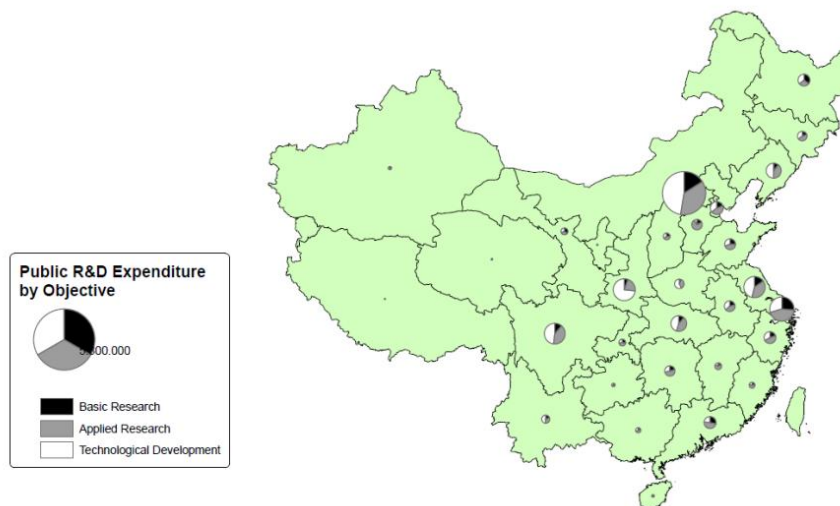 Public R&D Expenditure
by Objective
Basic Research
Applied Research
Technological Development